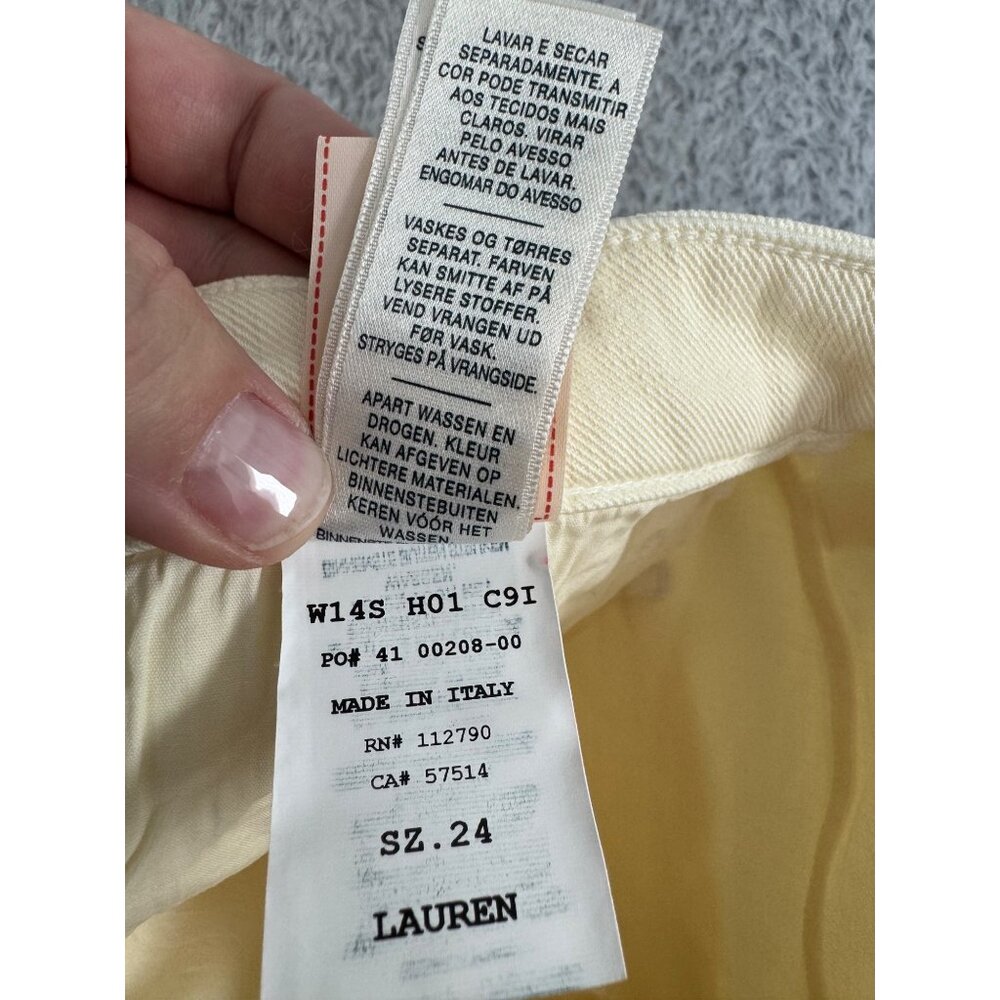 S
LAVAR E SECAR
SEPARADAMENTE. A
COR PODE TRANSMITIR
AOS TECIDOS MAIS
CLAROS. VIRAR
PELO AVESSO
ANTES DE LAVAR.
ENGOMAR DO AVESSO
VASKES OG TØRRES
SEPARAT. FARVEN
KAN SMITTE AF PÅ
LYSERE STOFFER.
VEND VRANGEN UD
FØR VASK.
STRYGES PÅ VRANGSIDE.
APART WASSEN EN
DROGEN. KLEUR
KAN AFGEVEN OP
LICHTERE MATERIALEN.
BINNENSTEBUITEN
KEREN VÓÓR HET
WASSEN.
W14S H01 C9I
PO# 41 00208-00
MADE IN ITALY
RN# 112790
CA# 57514
SZ.24
LAUREN